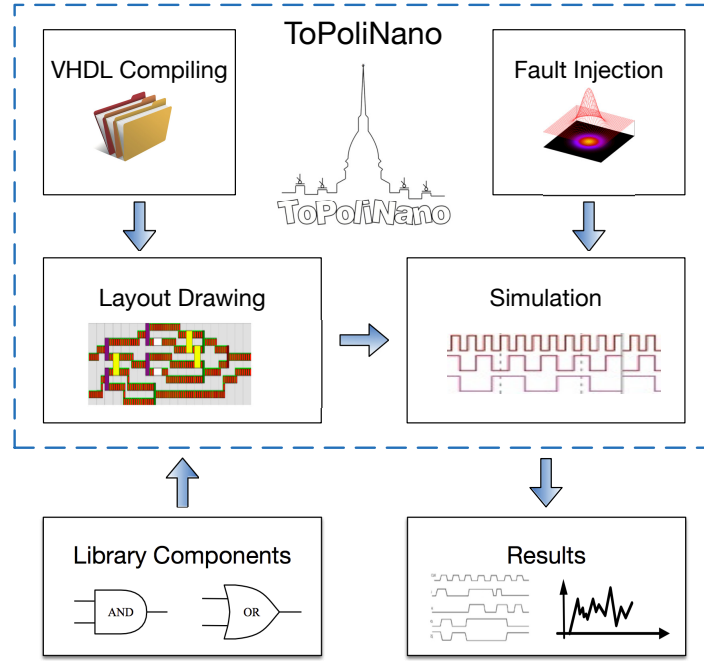 ToPoliNano
VHDL Compiling
Fault Injection
ToPoliNano
Layout Drawing
Simulation
Library Components
AND
OR
Results